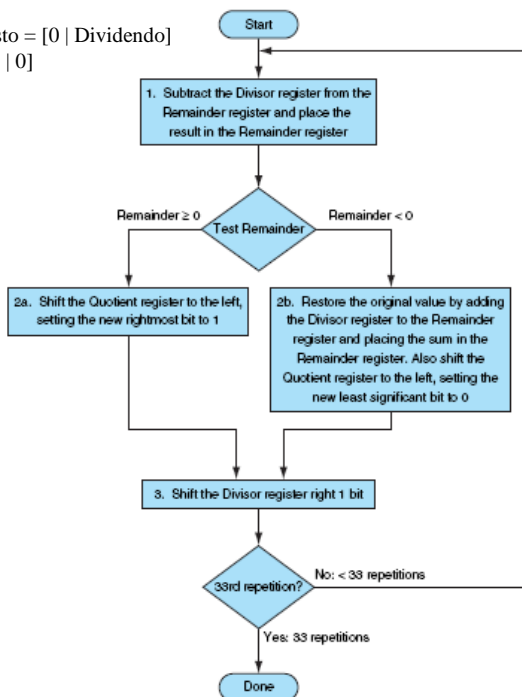 Start
sto = [0 | Dividendo]
| 0]
1. Subtract the Divisor register from the
Remainder register and place the
result in the Remainder register
Remainder ≥ 0
Remainder < 0
Test Remainder
2a. Shift the Quotient register to the left,
setting the new rightmost bit to 1
2b. Restore the original value by adding
the Divisor register to the Remainder
register and placing the sum in the
Remainder register. Also shift the
Quotient register to the left, setting the
new least significant bit to 0
3. Shift the Divisor register right 1 bit
33rd repetition?
No: < 33 repetitions
Yes: 33 repetitions
Done